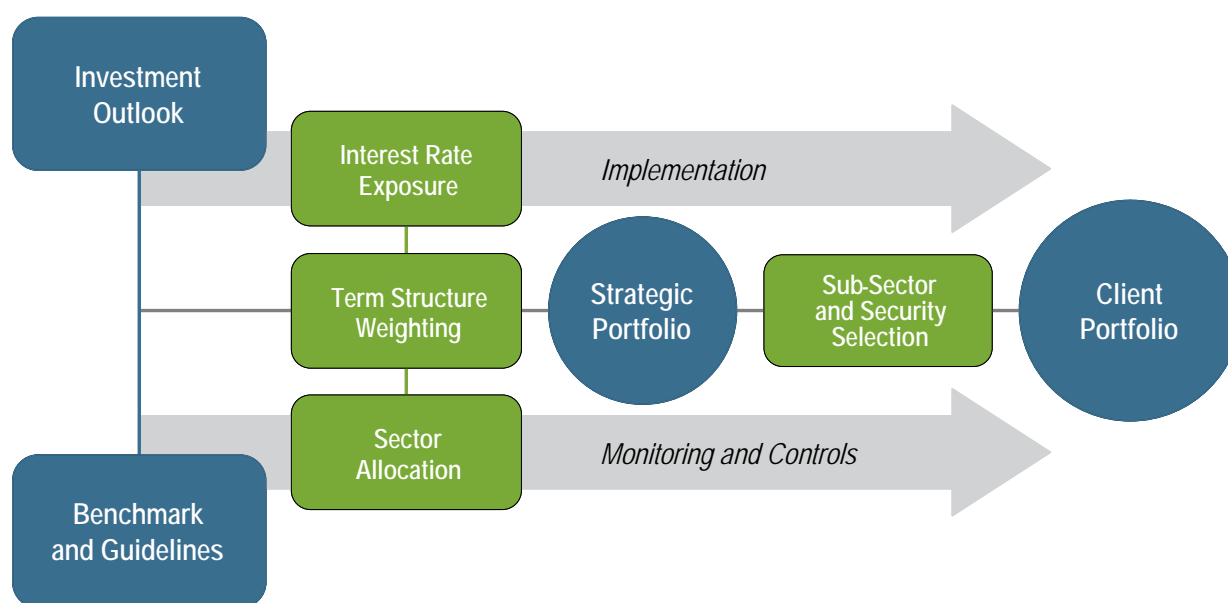 Investment
Outlook
Interest Rate
Exposure
Implementation
Term Structure
Weighting
Strategic
Portfolio
Sub-Sector
and Security
Selection
Client
Portfolio
Sector
Allocation
Monitoring and Controls
Benchmark
and Guidelines